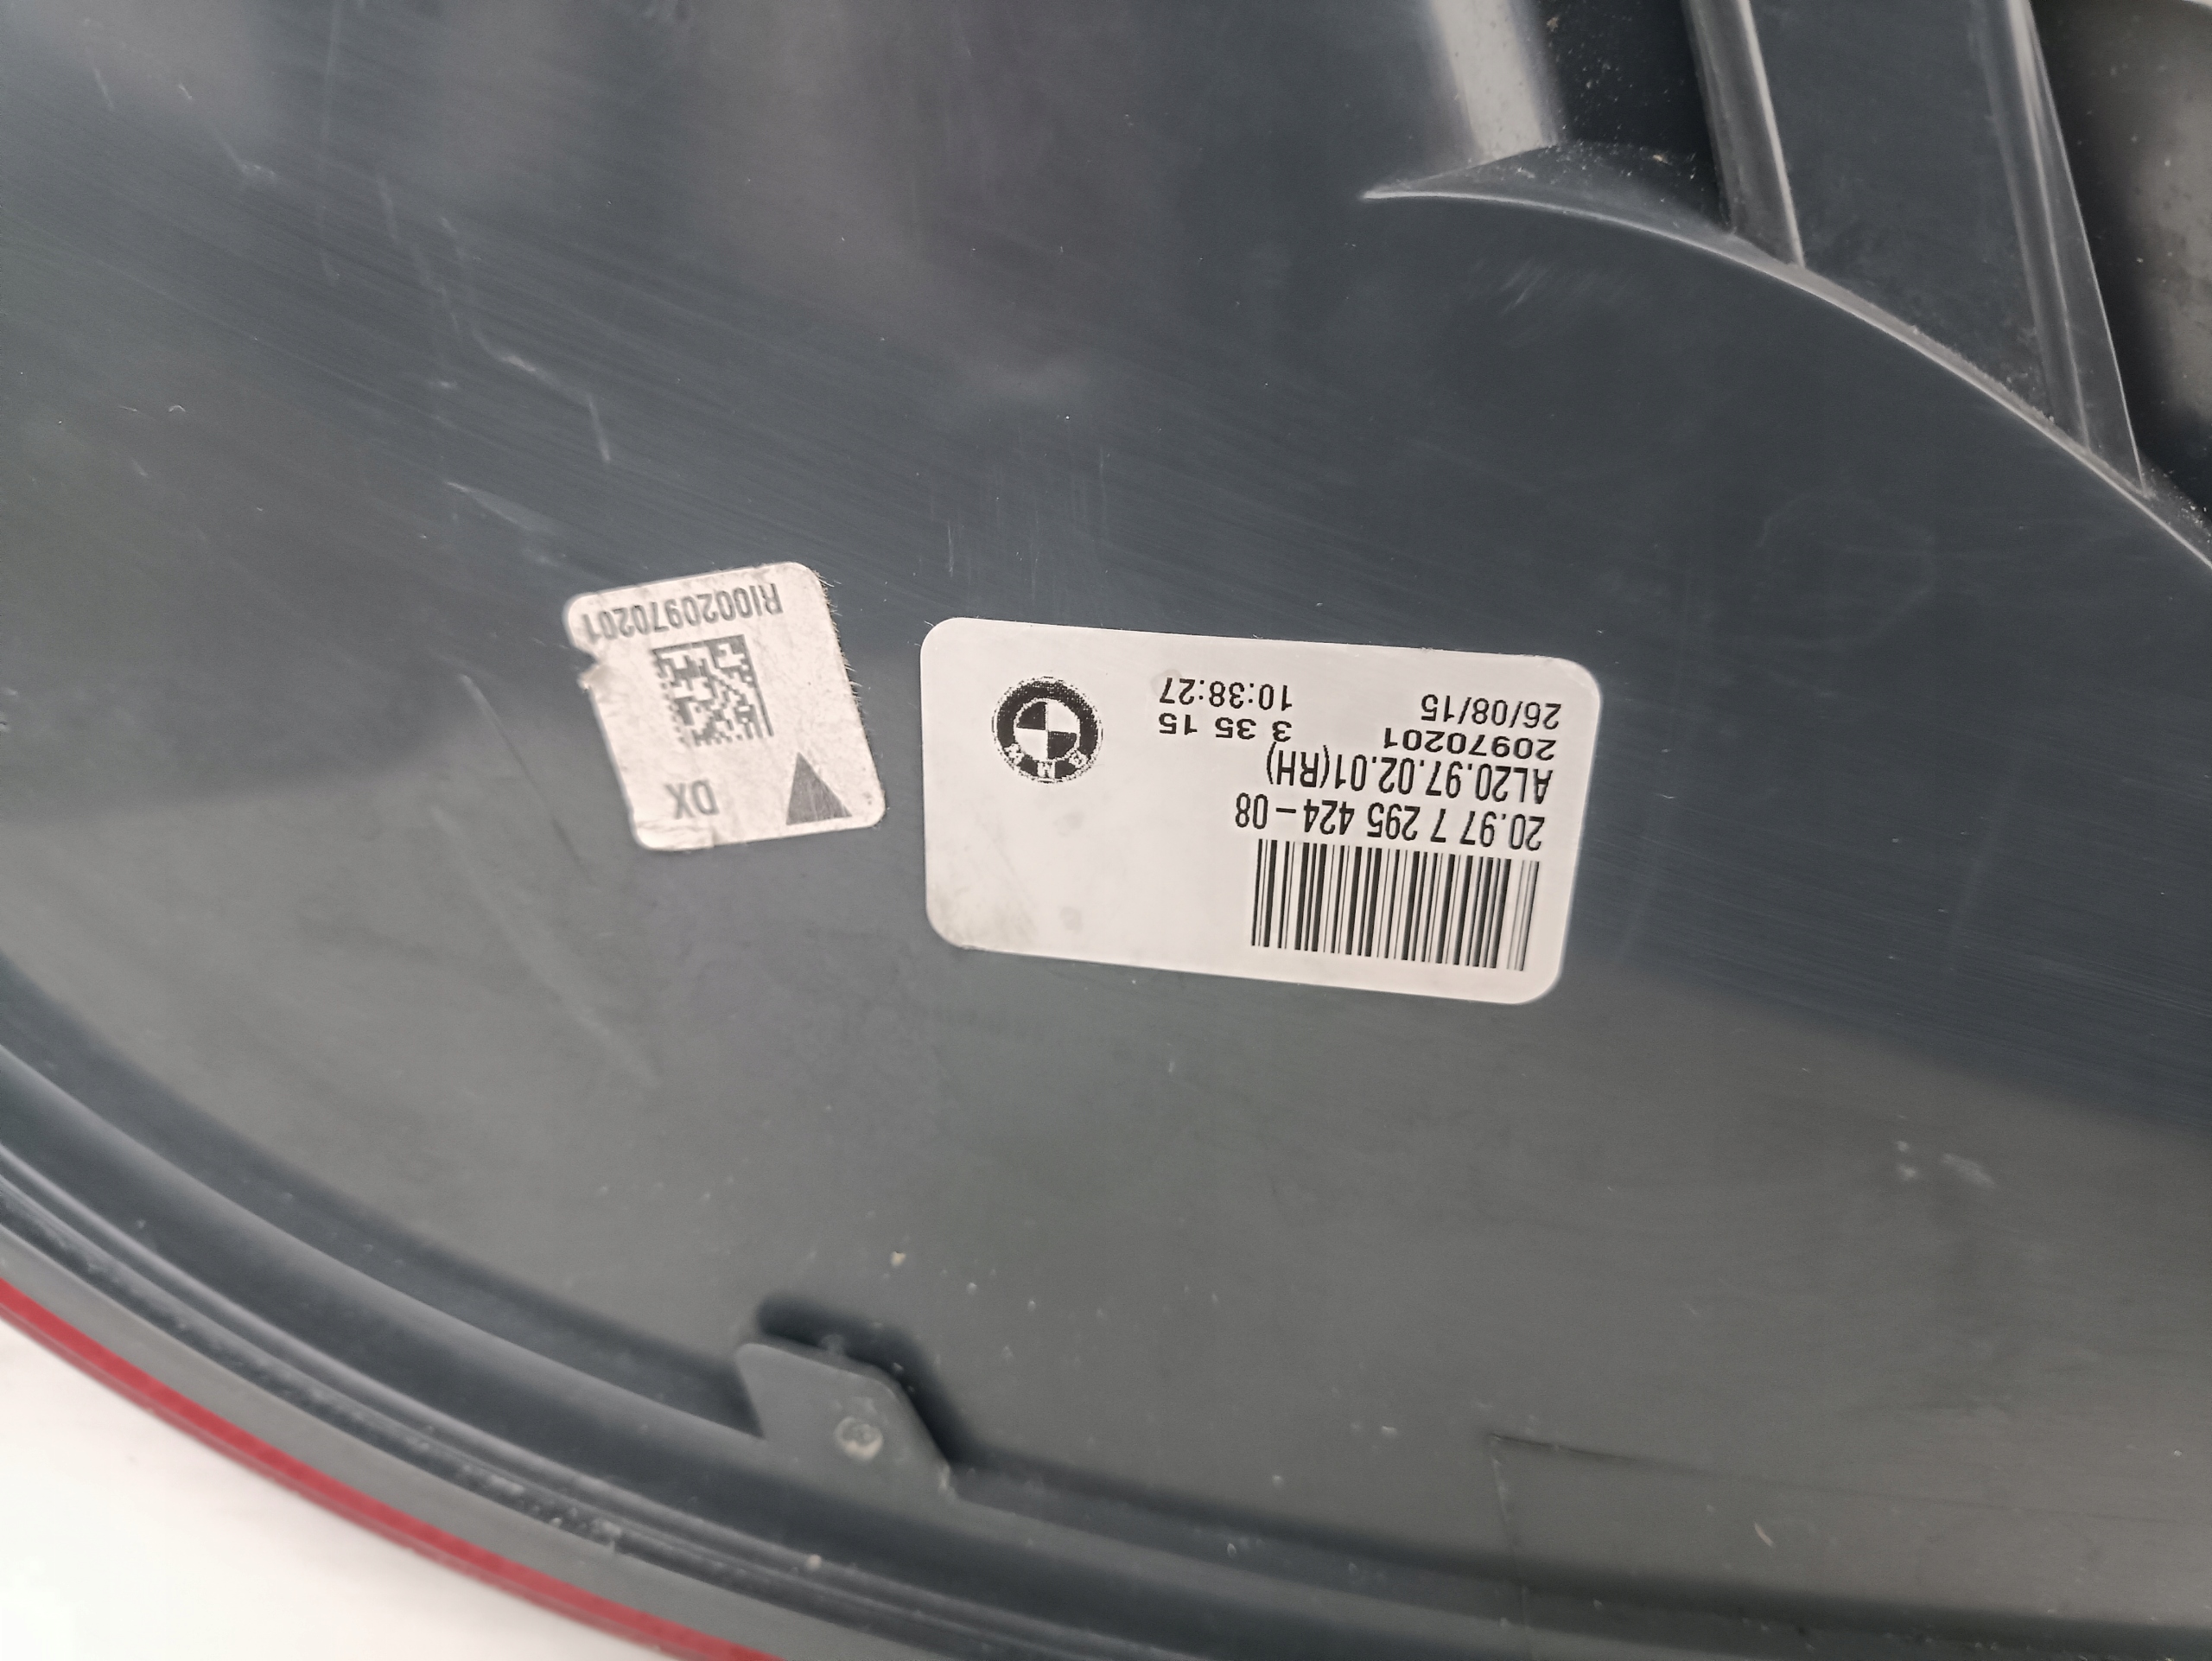 20.97 7 295 424-08
AL20.97.02.01(RH)
20970201
3 35 15
26/08/15
10:38:27
BMW
DX
RI0020970201